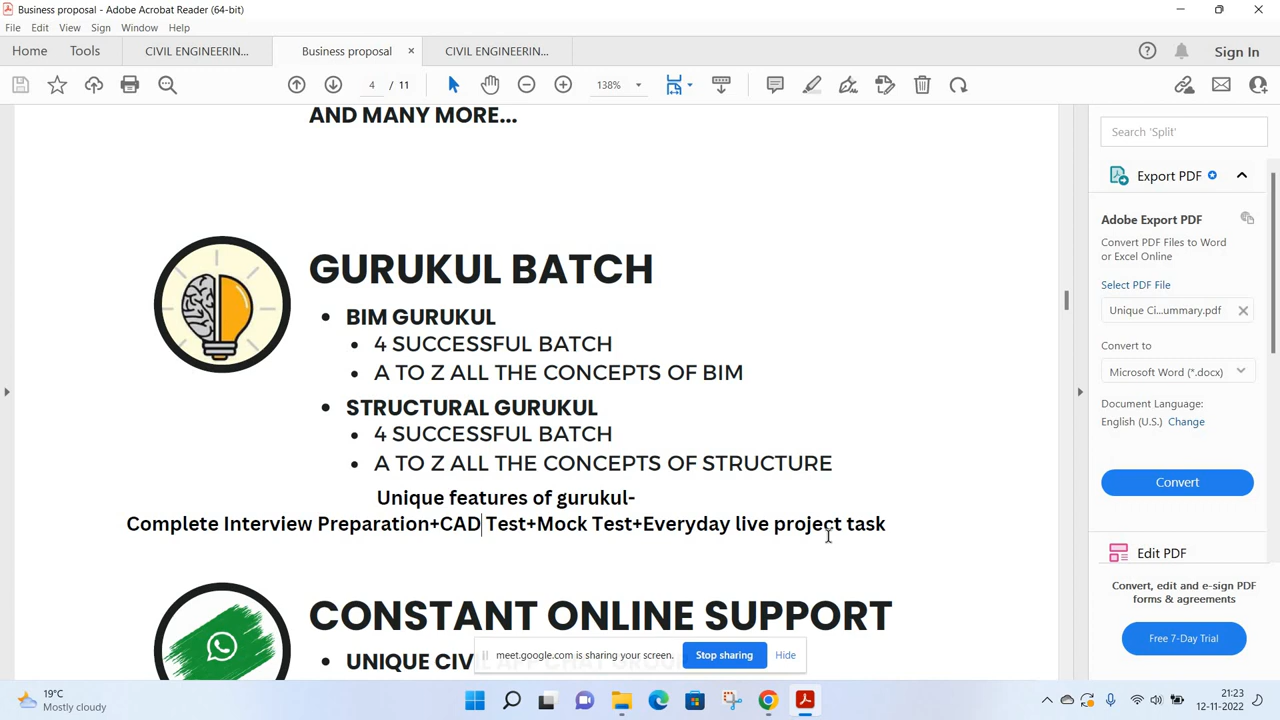 Business proposal - Adobe Acrobat Reader (64-bit)
File Edit View Sign Window Help
Home Tools CIVIL ENGINEERIN... Business proposal × CIVIL ENGINEERIN... Sign In
4 / 11 138%
AND MANY MORE...
Search 'Split'
Export PDF
Adobe Export PDF
Convert PDF Files to Word
or Excel Online
Select PDF File
Unique Ci...ummary.pdf
Convert to
Microsoft Word (*.docx)
Document Language:
English (U.S.) Change
Convert
Edit PDF
Convert, edit and e-sign PDF
forms & agreements
Free 7-Day Trial
GURUKUL BATCH
• BIM GURUKUL
• 4 SUCCESSFUL BATCH
• A TO Z ALL THE CONCEPTS OF BIM
• STRUCTURAL GURUKUL
• 4 SUCCESSFUL BATCH
• A TO Z ALL THE CONCEPTS OF STRUCTURE
Unique features of gurukul-
Complete Interview Preparation+CAD Test+Mock Test+Everyday live project task
CONSTANT ONLINE SUPPORT
• UNIQUE CIV
meet.google.com is sharing your screen. Stop sharing Hide
19°C
Mostly cloudy
21:23
12-11-2022